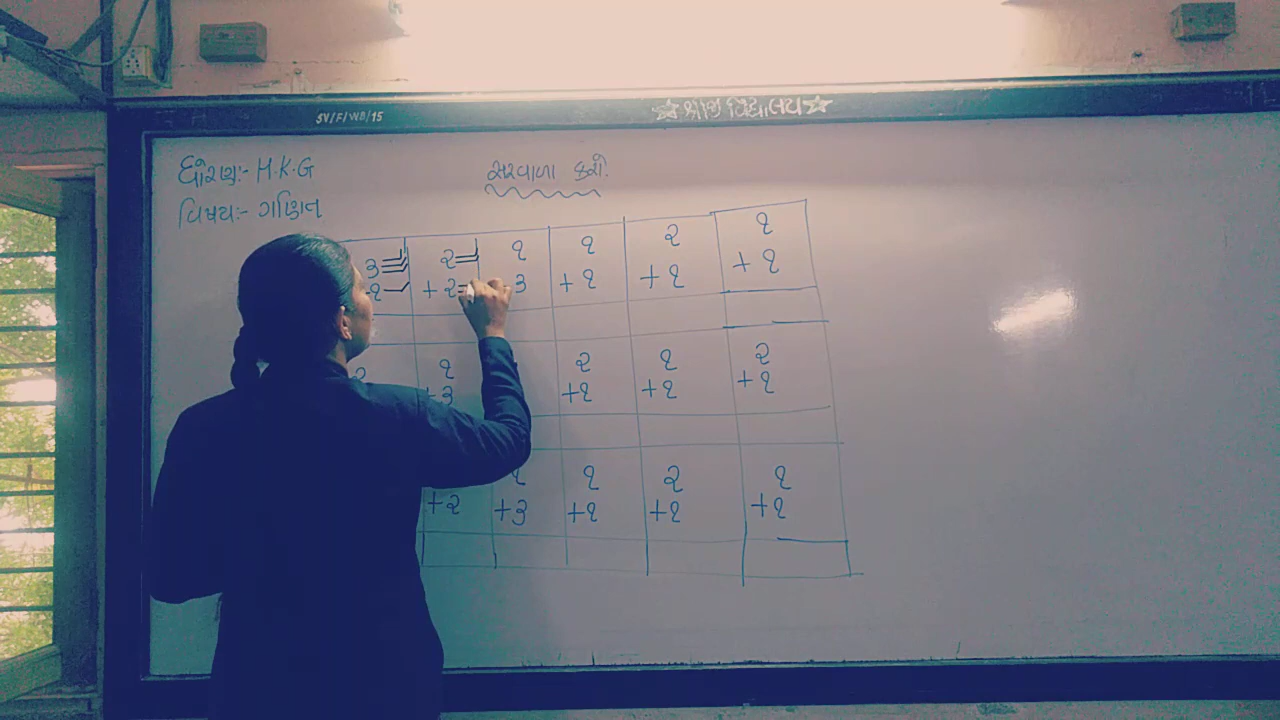 SV/F/WB/15
☆ શ્રીજી વિદ્યાલય ☆
ધોરણ:- H.K.G
સરવાળા કરો.
વિષય:- ગણિત
૩ ૨ ૧ ૧ ૨ ૧
૧ +૨ ૩ +૧ +૧ +૧
૨ ૧ ૨ ૧ ૨
+૩ +૧ +૧ +૧
૧ ૧ ૨ ૧
+૨ +૩ +૧ +૧ +૧